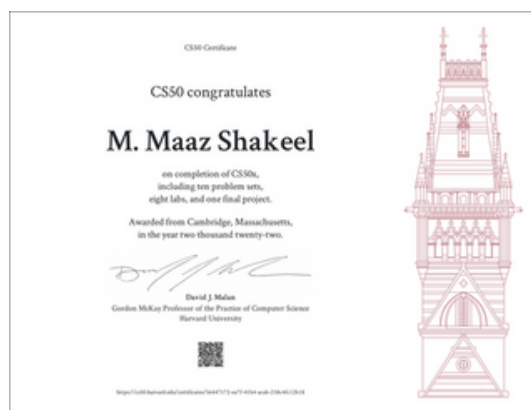 CS50 Certificate
CS50 congratulates
M. Maaz Shakeel
on completion of CS50x,
including ten problem sets,
eight labs, and one final project.
Awarded from Cambridge, Massachusetts,
in the year two thousand twenty-two.
David J. Malan
Gordon McKay Professor of the Practice of Computer Science
Harvard University